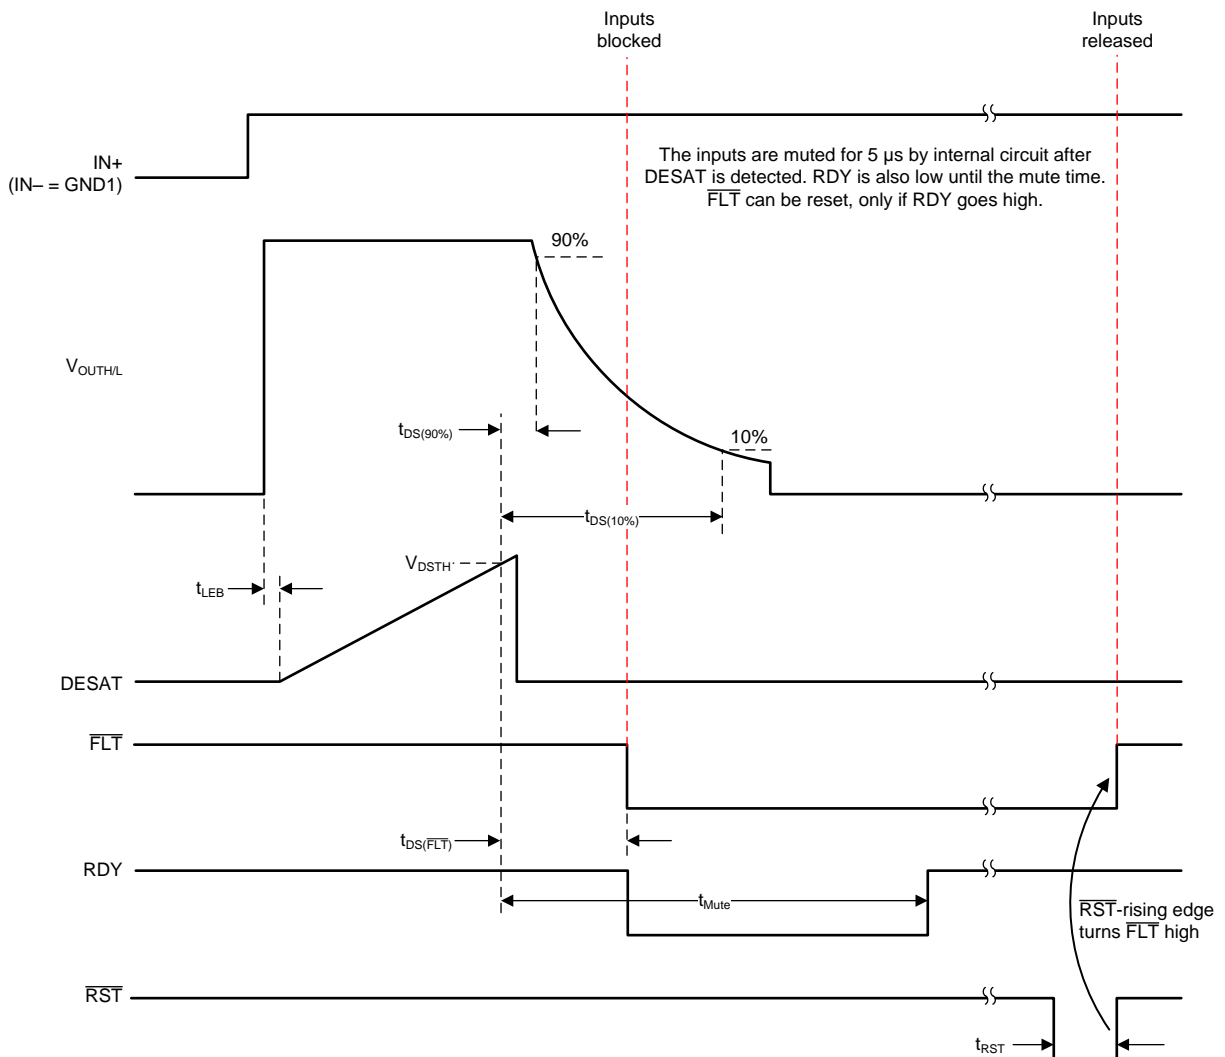 Inputs
blocked
Inputs
released
IN+
(IN– = GND1)
The inputs are muted for 5 µs by internal circuit after
DESAT is detected. RDY is also low until the mute time.
FLT can be reset, only if RDY goes high.
90%
VOUTH/L
tDS(90%)
10%
tDS(10%)
VDSTH
tLEB
DESAT
FLT
tDS(FLT)
RDY
tMute
RST-rising edge
turns FLT high
RST
tRST